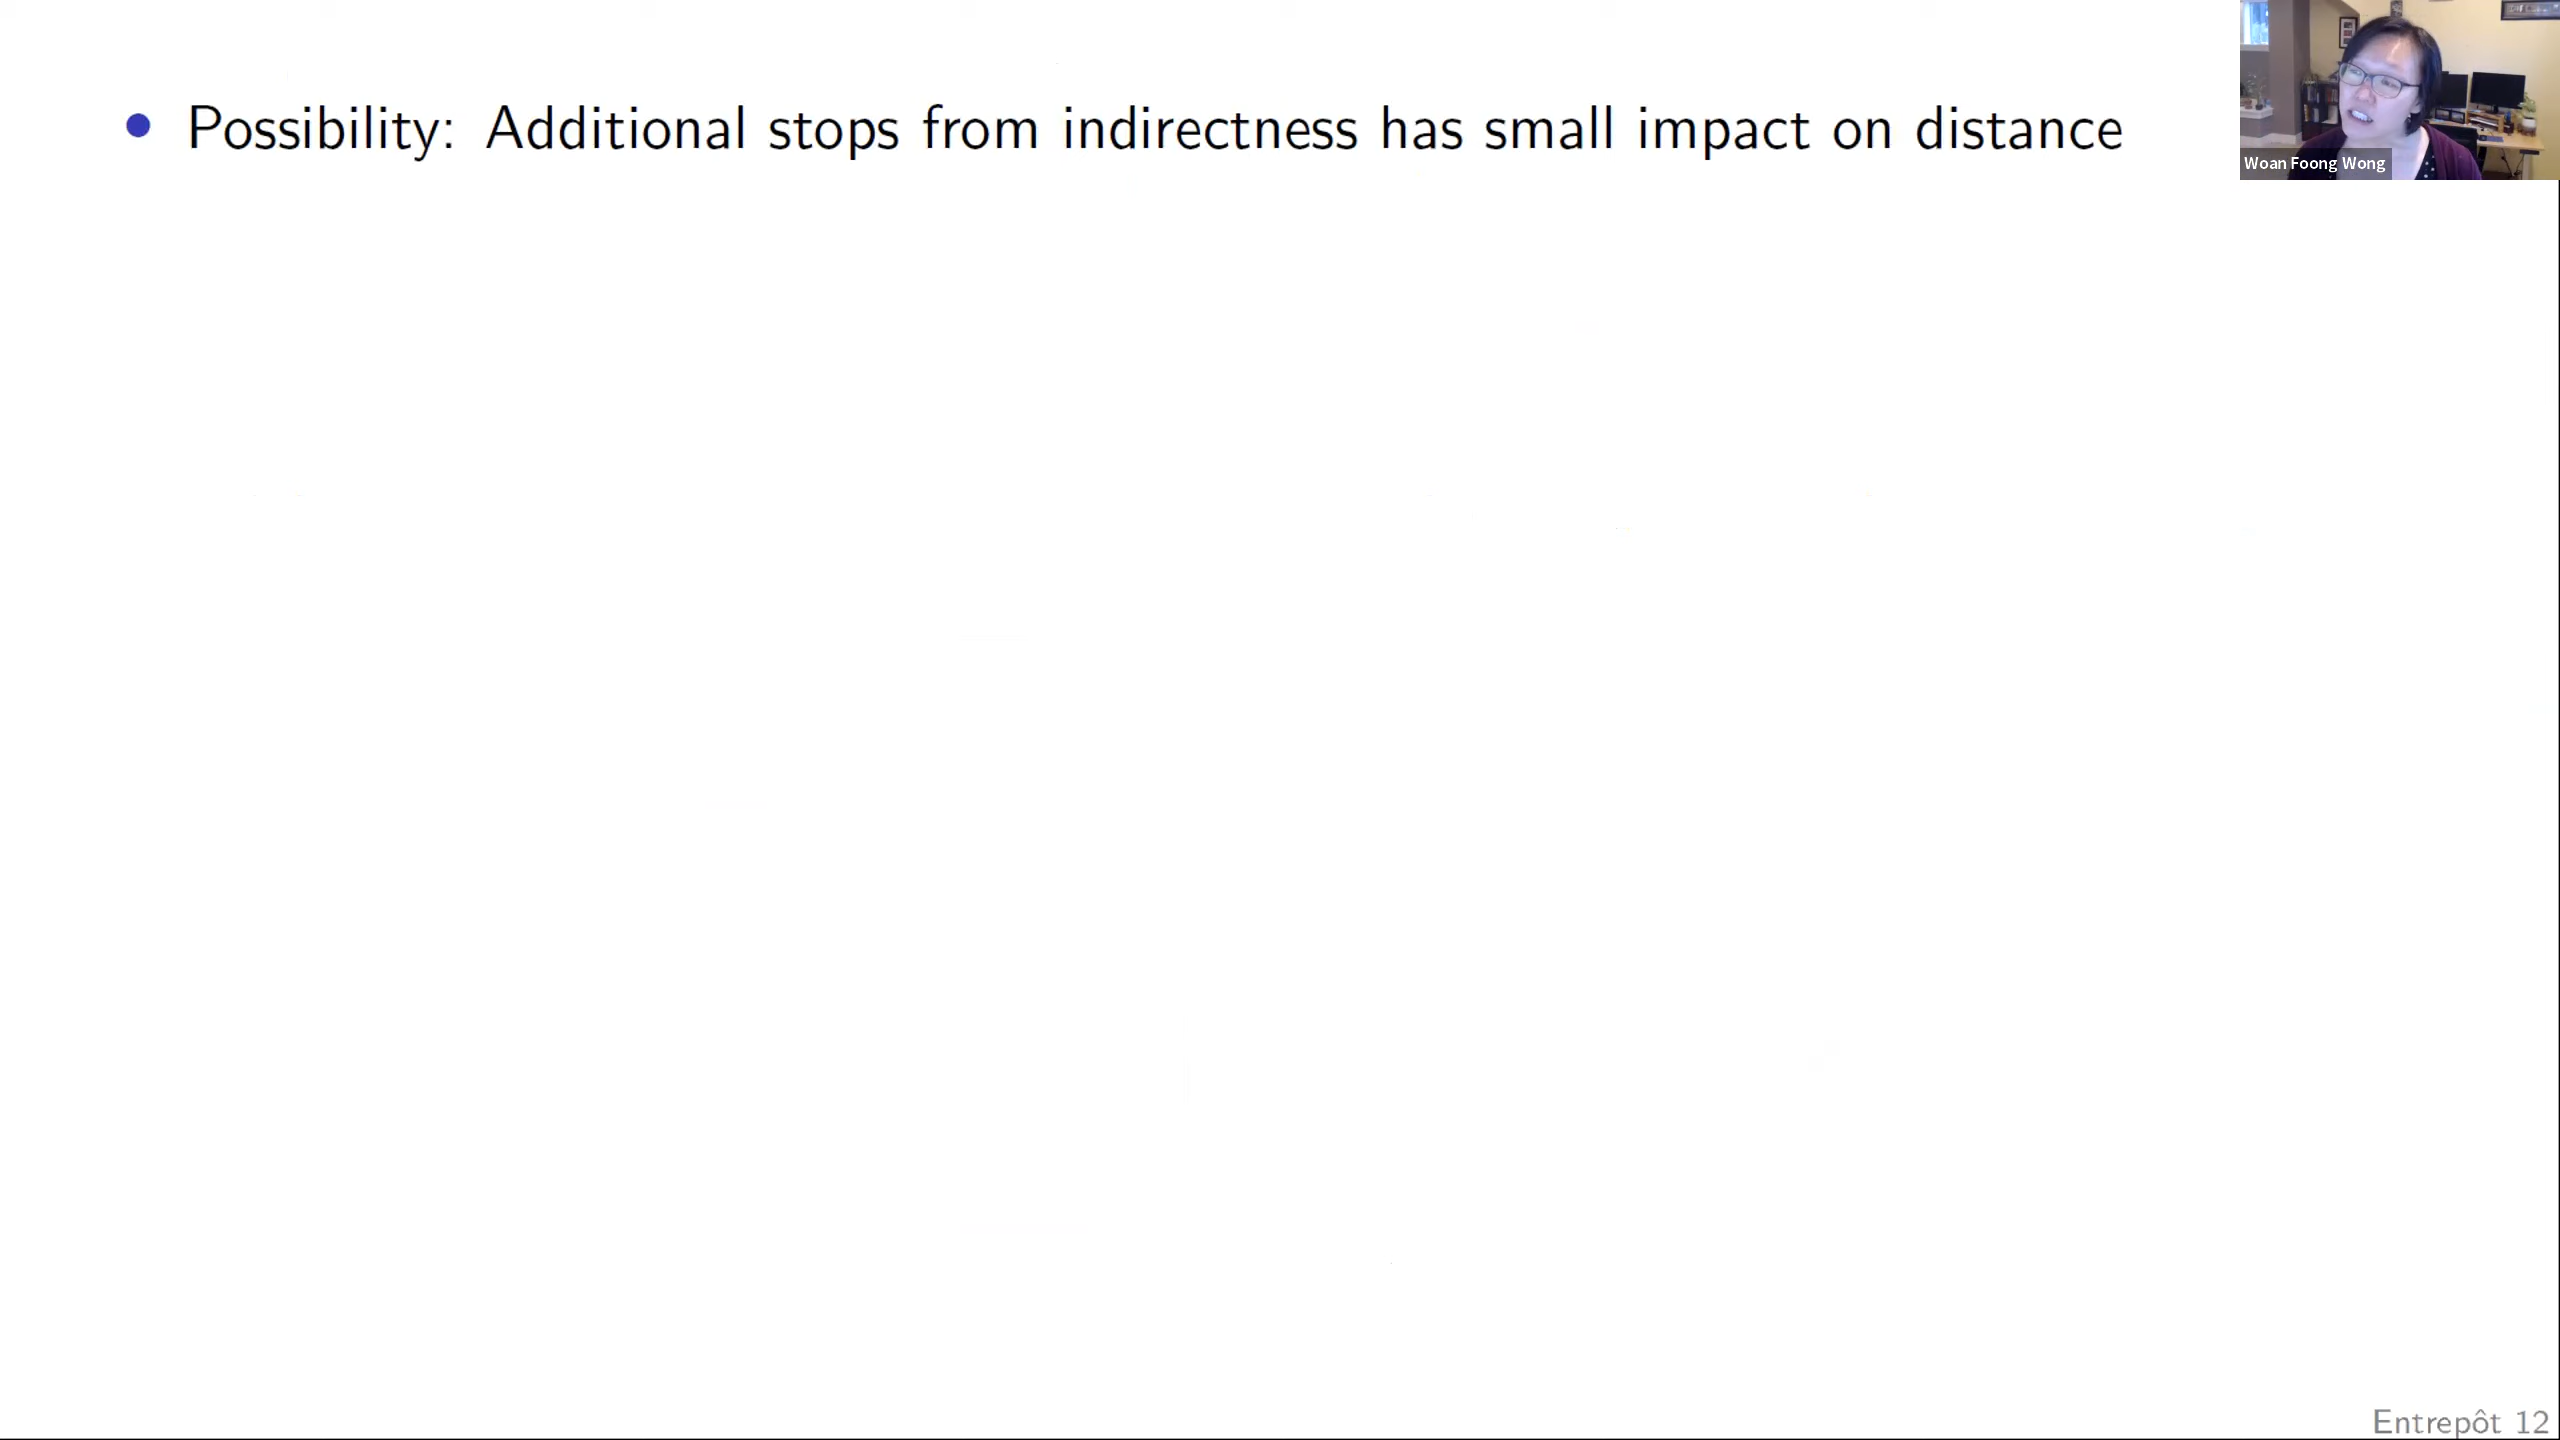 • Possibility: Additional stops from indirectness has small impact on distance
Woan Foong Wong
Entrepôt 12